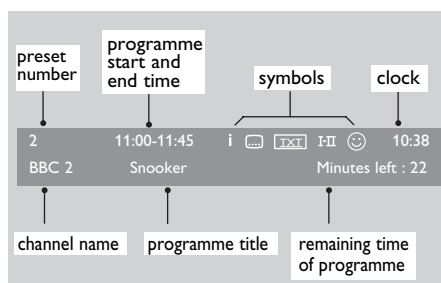 preset
number
programme
start and
end time
symbols
clock
2 11:00-11:45 i .... TXT I-II 10:38
BBC 2 Snooker Minutes left : 22
channel name
programme title
remaining time
of programme